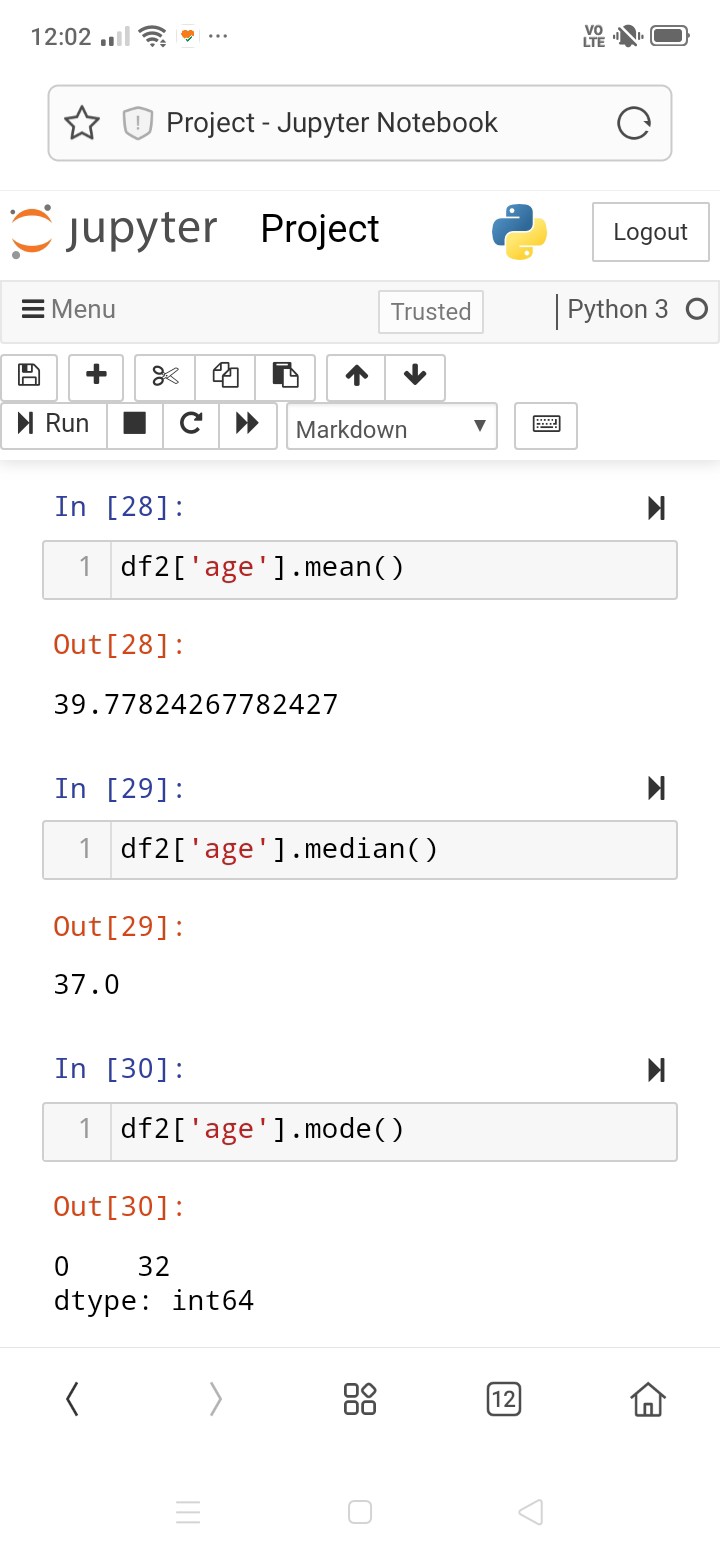 12:02 ... VO LTE
Project - Jupyter Notebook
jupyter Project Logout
Menu Trusted Python 3
Run Markdown
In [28]:
1 df2['age'].mean()
Out[28]:
39.77824267782427
In [29]:
1 df2['age'].median()
Out[29]:
37.0
In [30]:
1 df2['age'].mode()
Out[30]:
0    32
dtype: int64
12